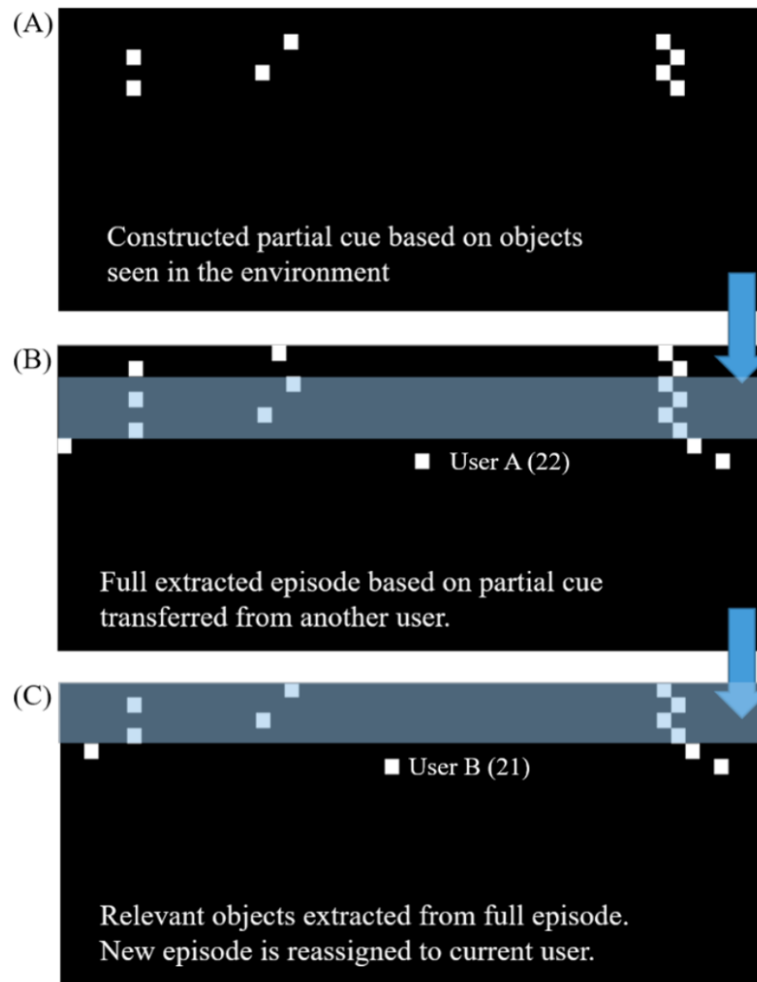 (A)
Constructed partial cue based on objects
seen in the environment
(B)
User A (22)
Full extracted episode based on partial cue
transferred from another user.
(C)
User B (21)
Relevant objects extracted from full episode.
New episode is reassigned to current user.